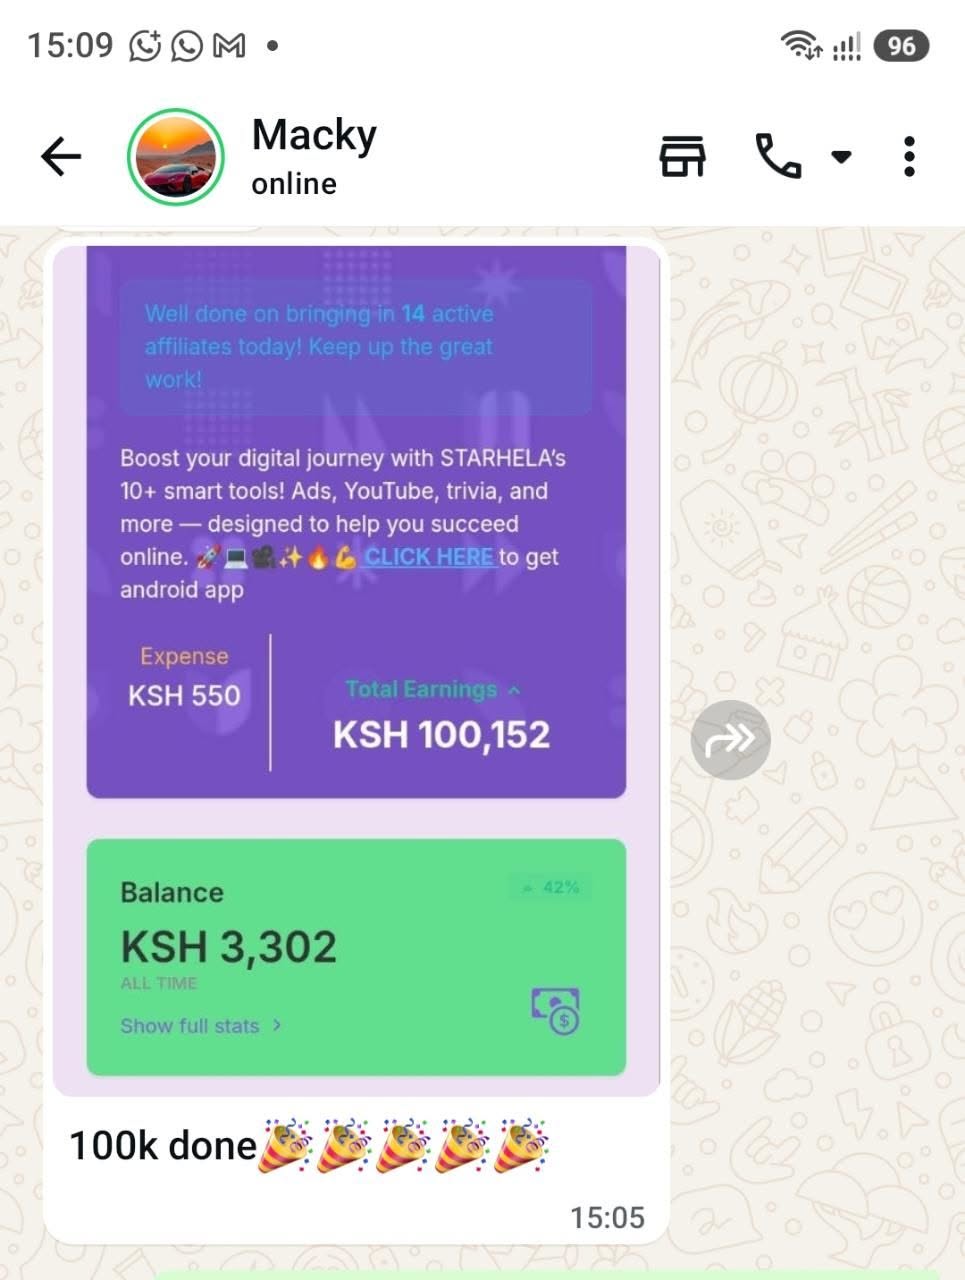 15:09
96
Macky
online
Well done on bringing in 14 active
affiliates today! Keep up the great
work!
Boost your digital journey with STARHELA's
10+ smart tools! Ads, YouTube, trivia, and
more — designed to help you succeed
online. 🚀💻🎥✨🔥💪 CLICK HERE to get
android app
Expense
KSH 550
Total Earnings
KSH 100,152
Balance
42%
KSH 3,302
ALL TIME
Show full stats >
100k done🎉🎉🎉🎉🎉
15:05